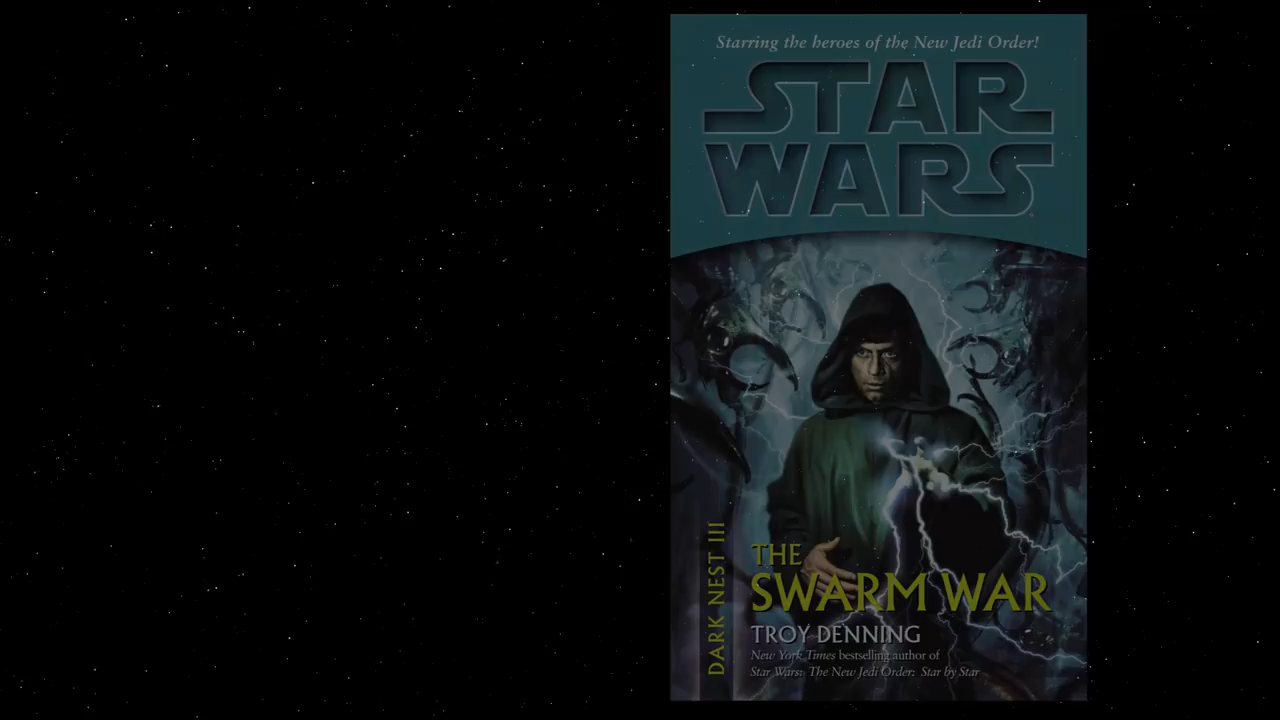 Starring the heroes of the New Jedi Order!
STAR
WARS
DARK NEST III
THE
SWARM WAR
TROY DENNING
New York Times bestselling author of
Star Wars: The New Jedi Order: Star by Star